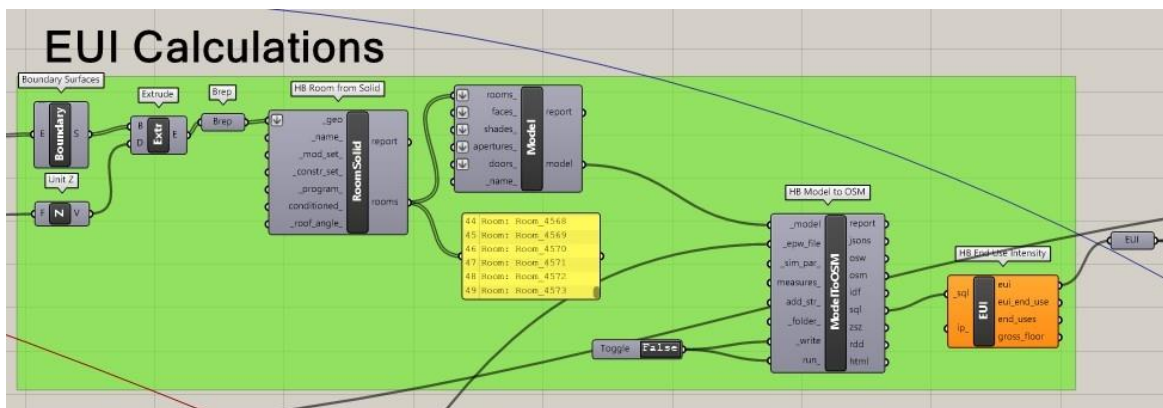 EUI Calculations
Boundary Surfaces
E
Boundary
S
Unit Z
F
Z
V
Extrude
B
D
Extr
E
Brep
Brep
HB Room from Solid
_geo
_name_
_mod_set_
_constr_set_
_program_
conditioned_
_roof_angle_
RoomSolid
report
rooms
rooms_
faces_
shades_
apertures_
doors_
_name_
Model
report
model
44 Room: Room_4568
45 Room: Room_4569
46 Room: Room_4570
47 Room: Room_4571
48 Room: Room_4572
49 Room: Room_4573
Toggle False
HB Model to OSM
_model
_epw_file
_sim_par_
measures_
add_str_
_folder_
_write
run_
ModelToOSM
report
jsons
osw
osm
idf
sql
zsz
rdd
html
HB End Use Intensity
_sql
ip_
EUI
eui
eui_end_use
end_uses
gross_floor
EUI